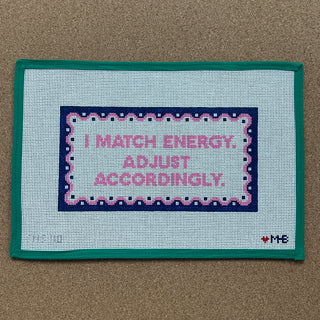 I MATCH ENERGY.
ADJUST
ACCORDINGLY.
MHB